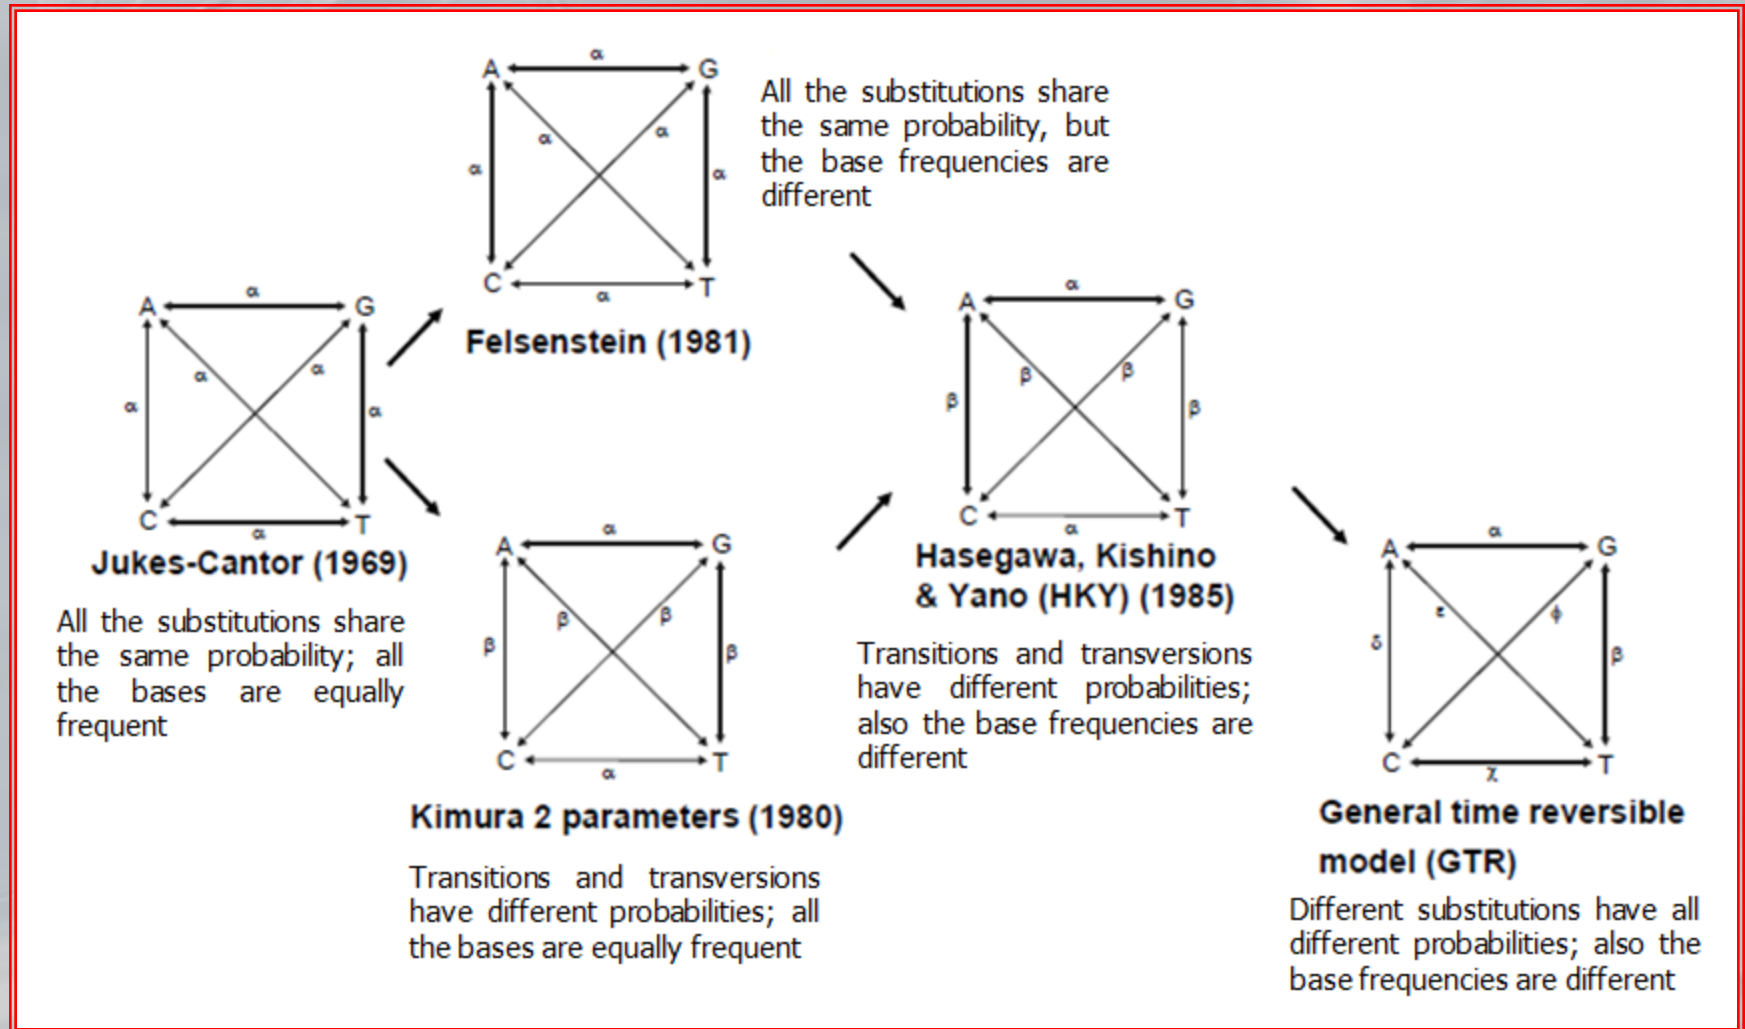 α
A G
α α α α
C T
α
Felsenstein (1981)
All the substitutions share
the same probability, but
the base frequencies are
different
α
A G
α α α α
C T
α
Jukes-Cantor (1969)
All the substitutions share
the same probability; all
the bases are equally
frequent
α
A G
β β β β
C T
α
Kimura 2 parameters (1980)
Transitions and transversions
have different probabilities; all
the bases are equally frequent
α
A G
β β β β
C T
α
Hasegawa, Kishino
& Yano (HKY) (1985)
Transitions and transversions
have different probabilities;
also the base frequencies are
different
α
A G
δ ε ϕ β
C T
χ
General time reversible
model (GTR)
Different substitutions have all
different probabilities; also the
base frequencies are different